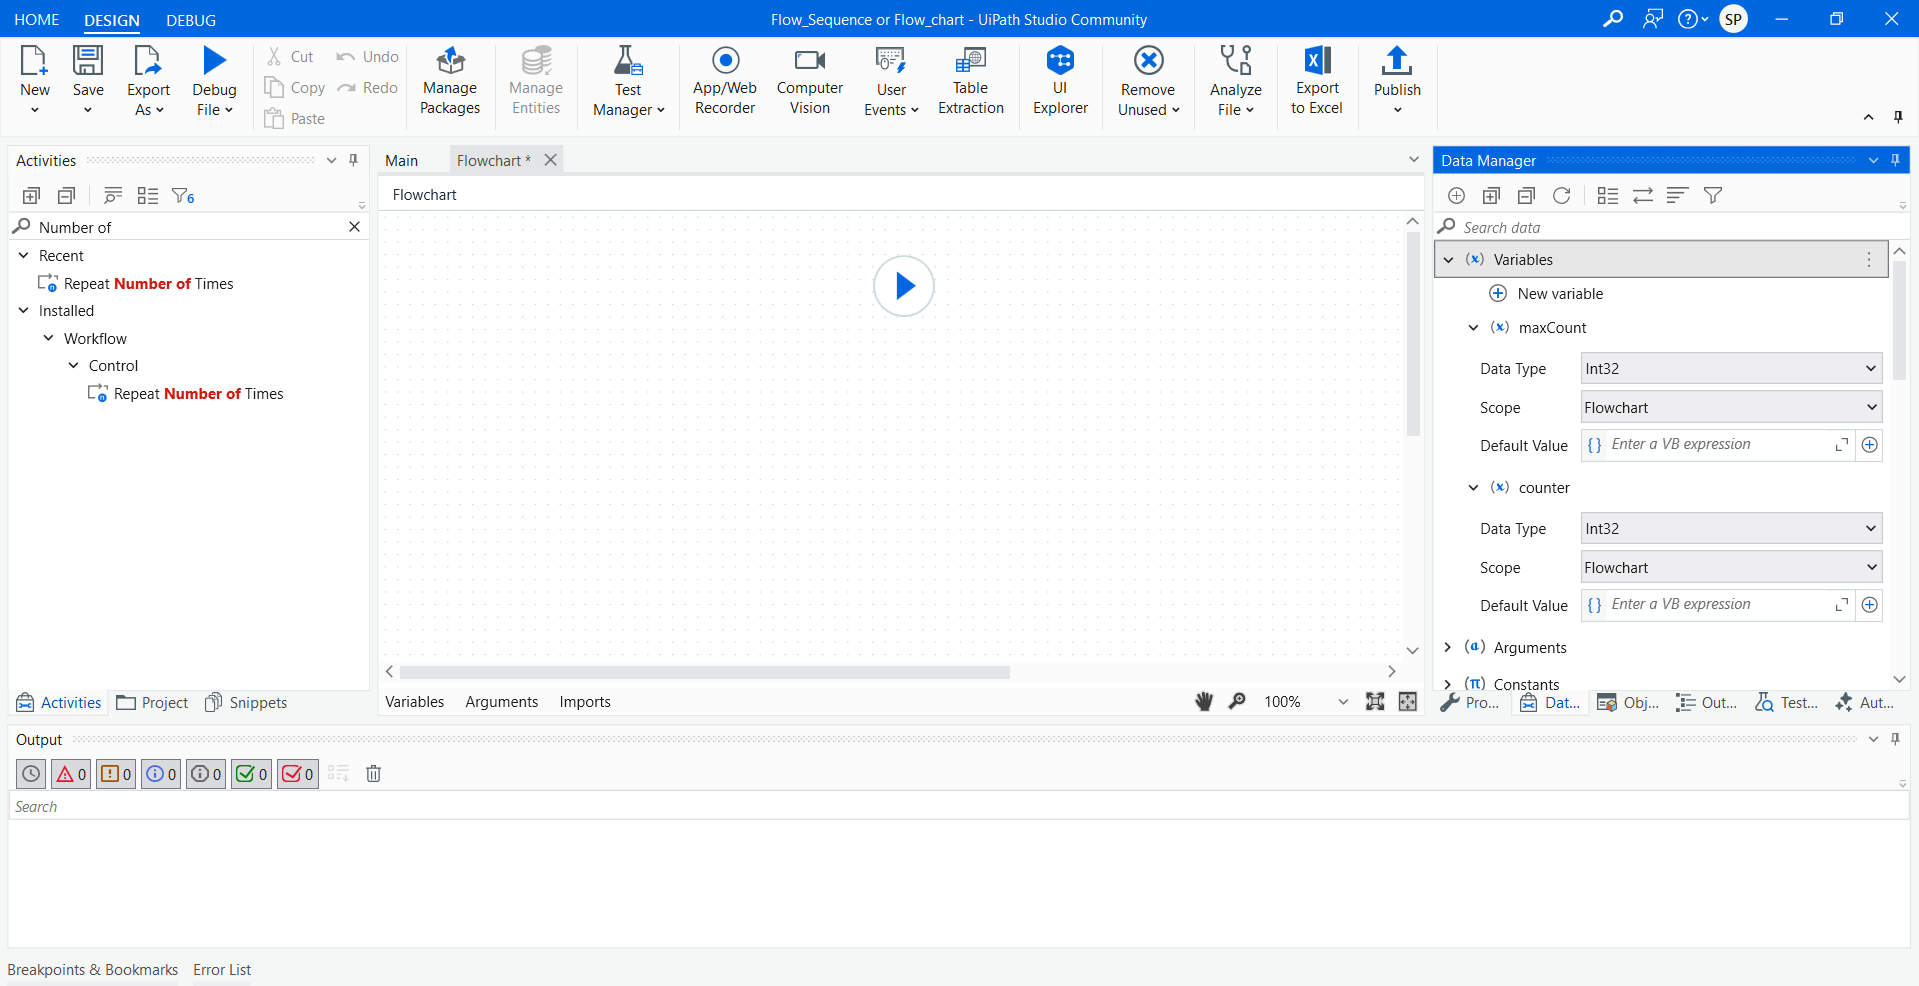 HOME DESIGN DEBUG
Flow_Sequence or Flow_chart - UiPath Studio Community
SP
New
Save
Export As
Debug File
Cut
Copy
Paste
Undo
Redo
Manage Packages
Manage Entities
Test Manager
App/Web Recorder
Computer Vision
User Events
Table Extraction
UI Explorer
Remove Unused
Analyze File
Export to Excel
Publish
Activities
6
Number of
Recent
Repeat Number of Times
Installed
Workflow
Control
Repeat Number of Times
Activities Project Snippets
Main Flowchart *
Flowchart
Variables Arguments Imports
100%
Data Manager
Search data
(x) Variables
New variable
(x) maxCount
Data Type Int32
Scope Flowchart
Default Value {} Enter a VB expression
(x) counter
Data Type Int32
Scope Flowchart
Default Value {} Enter a VB expression
(a) Arguments
(π) Constants
Pro... Dat... Obj... Out... Test... Aut...
Output
0 0 0 0 0 0
Search
Breakpoints & Bookmarks Error List